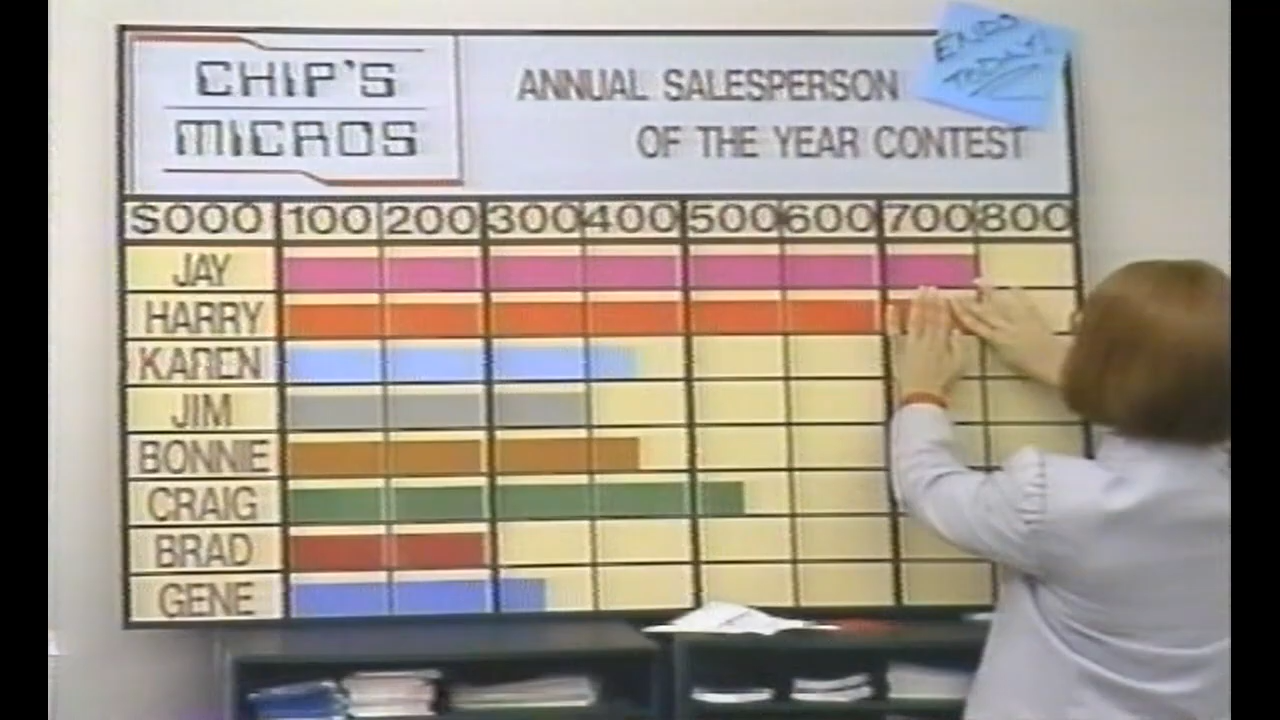 CHIP'S
MICROS
ANNUAL SALESPERSON
OF THE YEAR CONTEST
ENDS
TODAY!
$000 100 200 300 400 500 600 700 800
JAY
HARRY
KAREN
JIM
BONNIE
CRAIG
BRAD
GENE